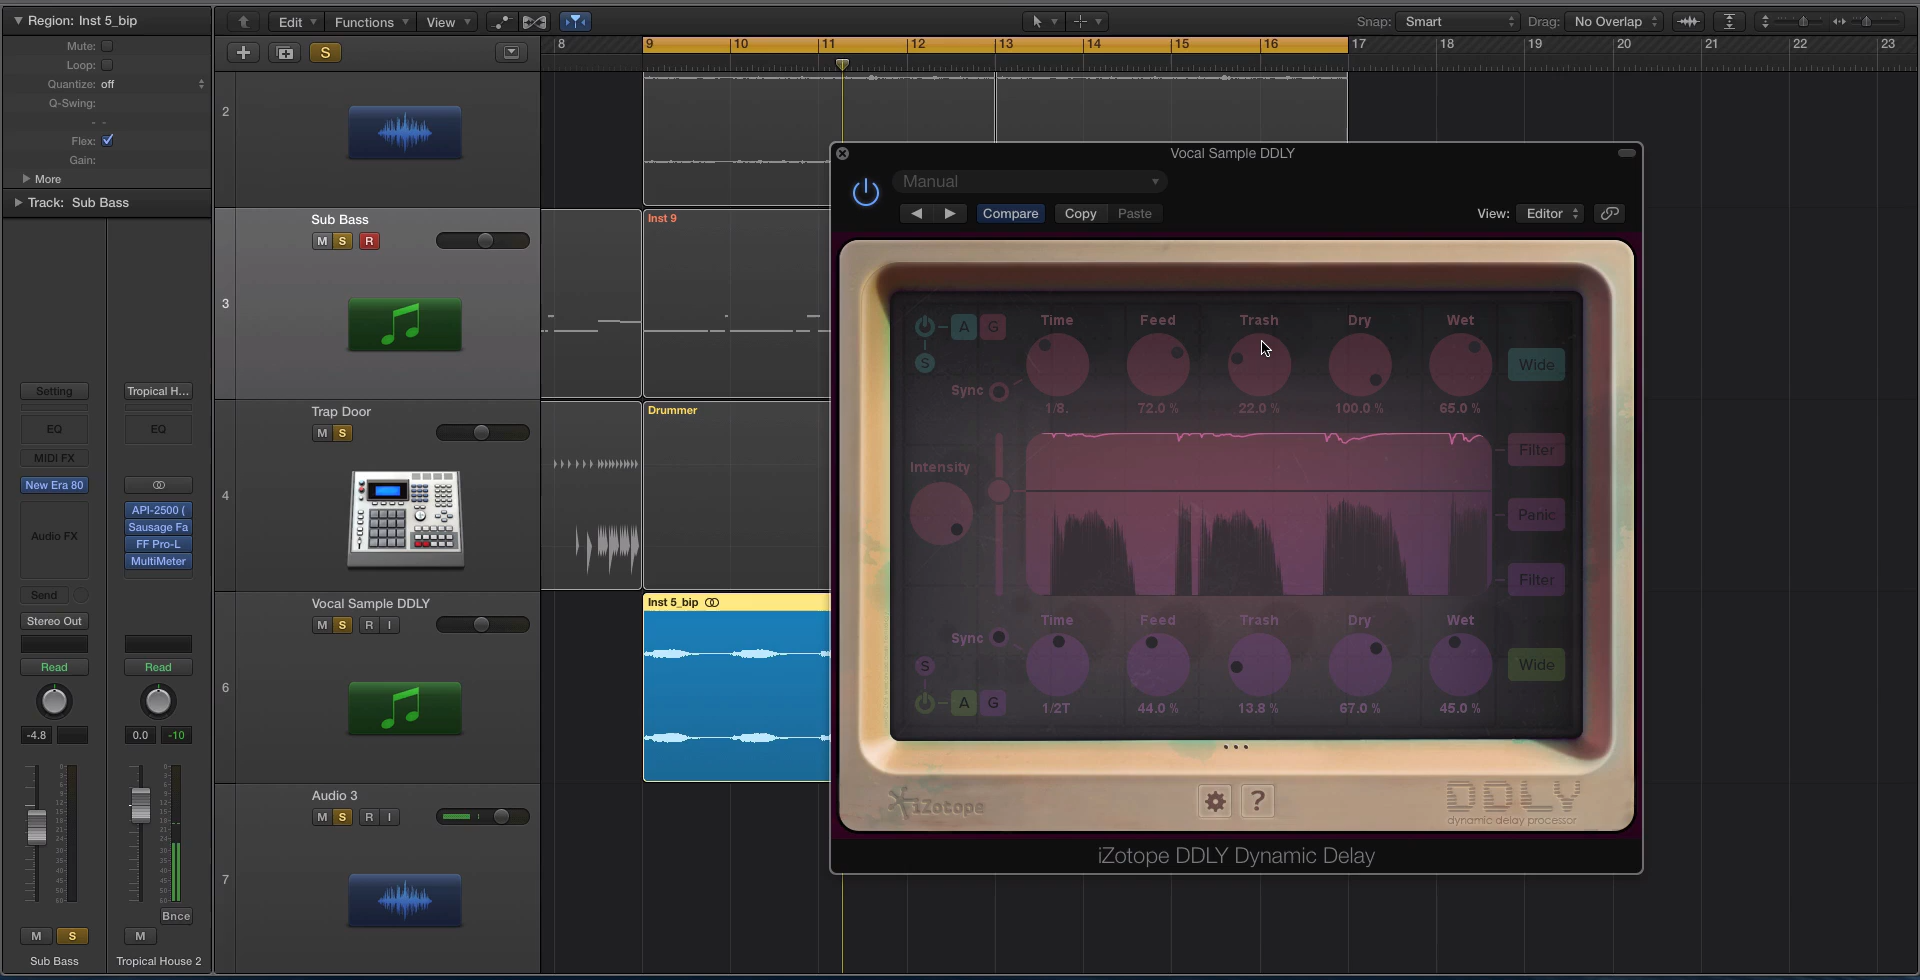 Region: Inst 5_bip
Mute:
Loop:
Quantize: off
Q-Swing:
- -
Flex:
Gain:
More
Track: Sub Bass
Edit Functions View
Snap: Smart Drag: No Overlap
S
8 9 10 11 12 13 14 15 16 17 18 19 20 21 22 23
2
Sub Bass
M S R
3
Inst 9
Trap Door
M S
4
Drummer
Vocal Sample DDLY
M S R I
6
Inst 5_bip
Audio 3
M S R I
7
Setting
EQ
MIDI FX
New Era 80
Audio FX
Send
Stereo Out
Read
-4.8
M S
Sub Bass
Tropical H...
EQ
API-2500 (
Sausage Fa
FF Pro-L
MultiMeter
Read
0.0 -10
Bnce
M
Tropical House 2
Vocal Sample DDLY
Manual
Compare Copy Paste
View: Editor
A G
S
Time Feed Trash Dry Wet
Sync
1/8. 72.0 % 22.0 % 100.0 % 65.0 %
Wide
Intensity
Filter
Panic
Filter
Time Feed Trash Dry Wet
Sync
S
A G
1/2T 44.0 % 13.8 % 67.0 % 45.0 %
Wide
iZotope
?
DDLY
dynamic delay processor
iZotope DDLY Dynamic Delay